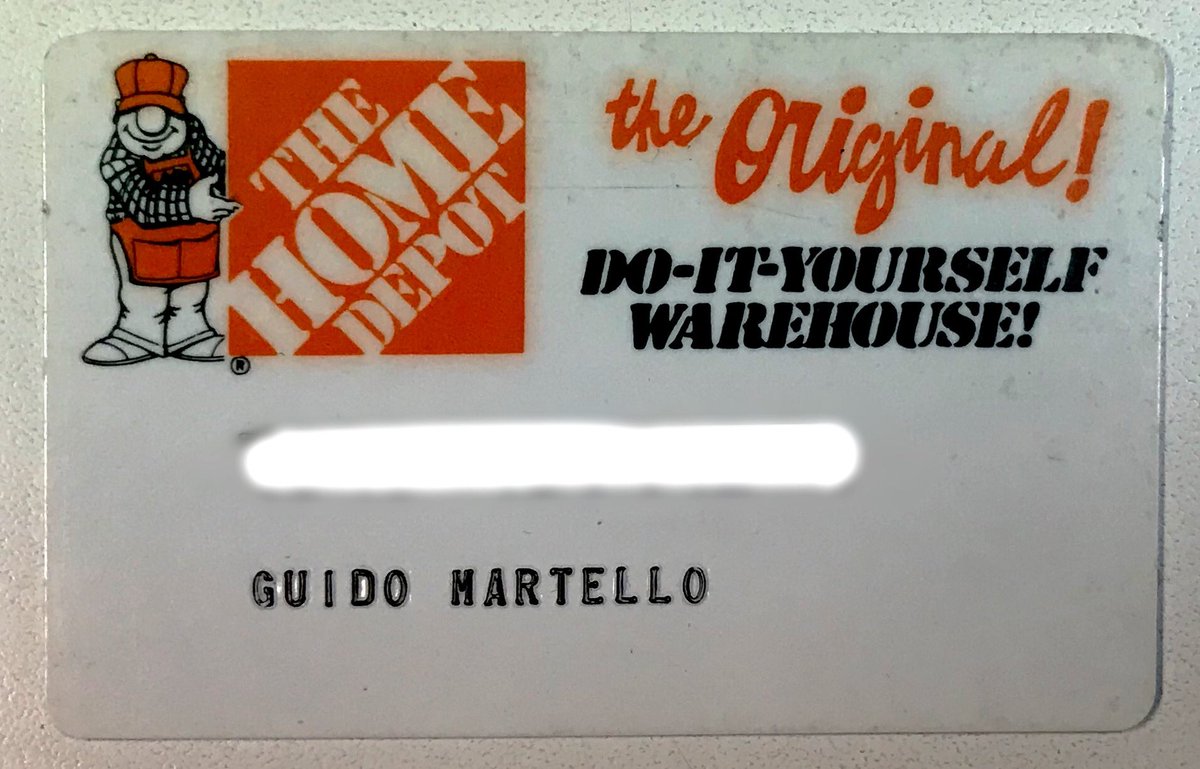 THE
HOME
DEPOT
®
the Original!
DO-IT-YOURSELF
WAREHOUSE!
GUIDO MARTELLO